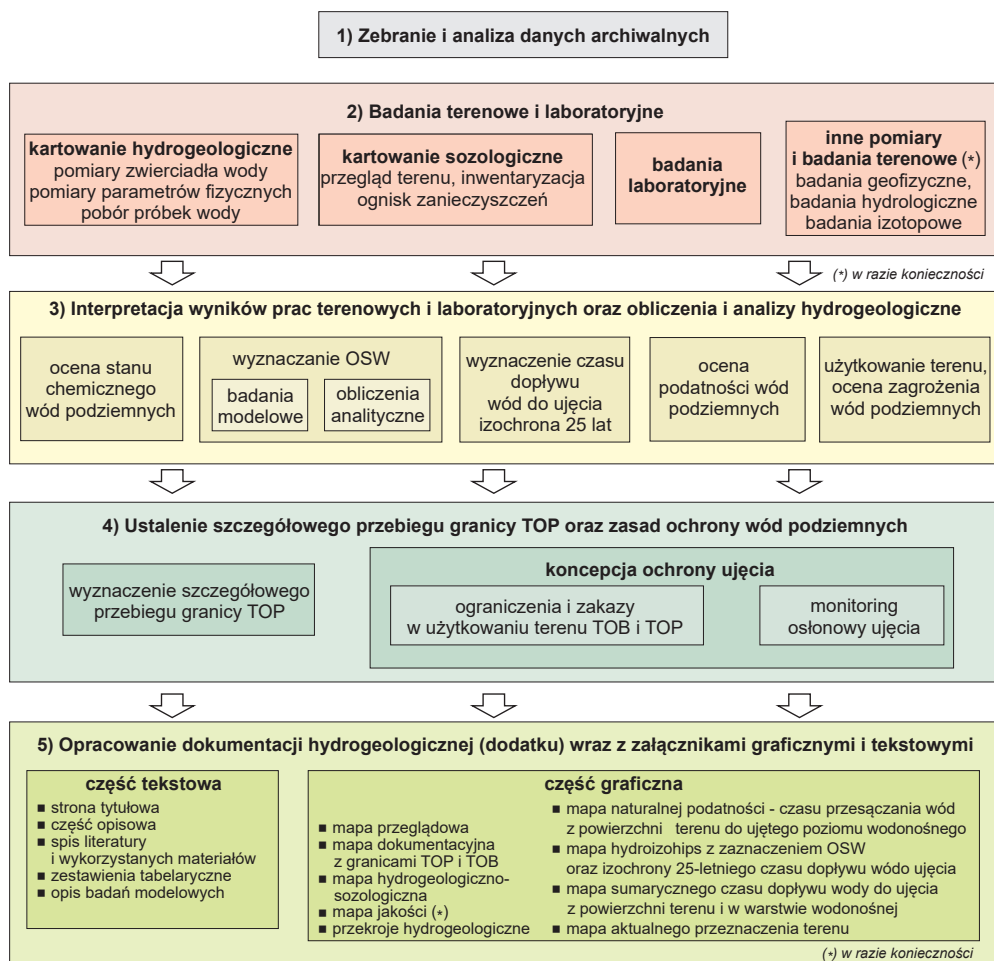 1) Zebranie i analiza danych archiwalnych
2) Badania terenowe i laboratoryjne
kartowanie hydrogeologiczne
pomiary zwierciadła wody
pomiary parametrów fizycznych
pobór próbek wody
kartowanie sozologiczne
przegląd terenu, inwentaryzacja
ognisk zanieczyszczeń
badania
laboratoryjne
inne pomiary
i badania terenowe (*)
badania geofizyczne,
badania hydrologiczne
badania izotopowe
(*) w razie konieczności
3) Interpretacja wyników prac terenowych i laboratoryjnych oraz obliczenia i analizy hydrogeologiczne
ocena stanu
chemicznego
wód podziemnych
wyznaczanie OSW
badania
modelowe
obliczenia
analityczne
wyznaczenie czasu
dopływu
wód do ujęcia
izochrona 25 lat
ocena
podatności wód
podziemnych
użytkowanie terenu,
ocena zagrożenia
wód podziemnych
4) Ustalenie szczegółowego przebiegu granicy TOP oraz zasad ochrony wód podziemnych
wyznaczenie szczegółowego
przebiegu granicy TOP
koncepcja ochrony ujęcia
ograniczenia i zakazy
w użytkowaniu terenu TOB i TOP
monitoring
osłonowy ujęcia
5) Opracowanie dokumentacji hydrogeologicznej (dodatku) wraz z załącznikami graficznymi i tekstowymi
część tekstowa
■ strona tytułowa
■ część opisowa
■ spis literatury
i wykorzystanych materiałów
■ zestawienia tabelaryczne
■ opis badań modelowych
część graficzna
■ mapa przeglądowa
■ mapa dokumentacyjna
z granicami TOP i TOB
■ mapa hydrogeologiczno-
sozologiczna
■ mapa jakości (*)
■ przekroje hydrogeologiczne
■ mapa naturalnej podatności - czasu przesączania wód
z powierzchni terenu do ujętego poziomu wodonośnego
■ mapa hydroizohips z zaznaczeniem OSW
oraz izochrony 25-letniego czasu dopływu wódo ujęcia
■ mapa sumarycznego czasu dopływu wody do ujęcia
z powierzchni terenu i w warstwie wodonośnej
■ mapa aktualnego przeznaczenia terenu
(*) w razie konieczności